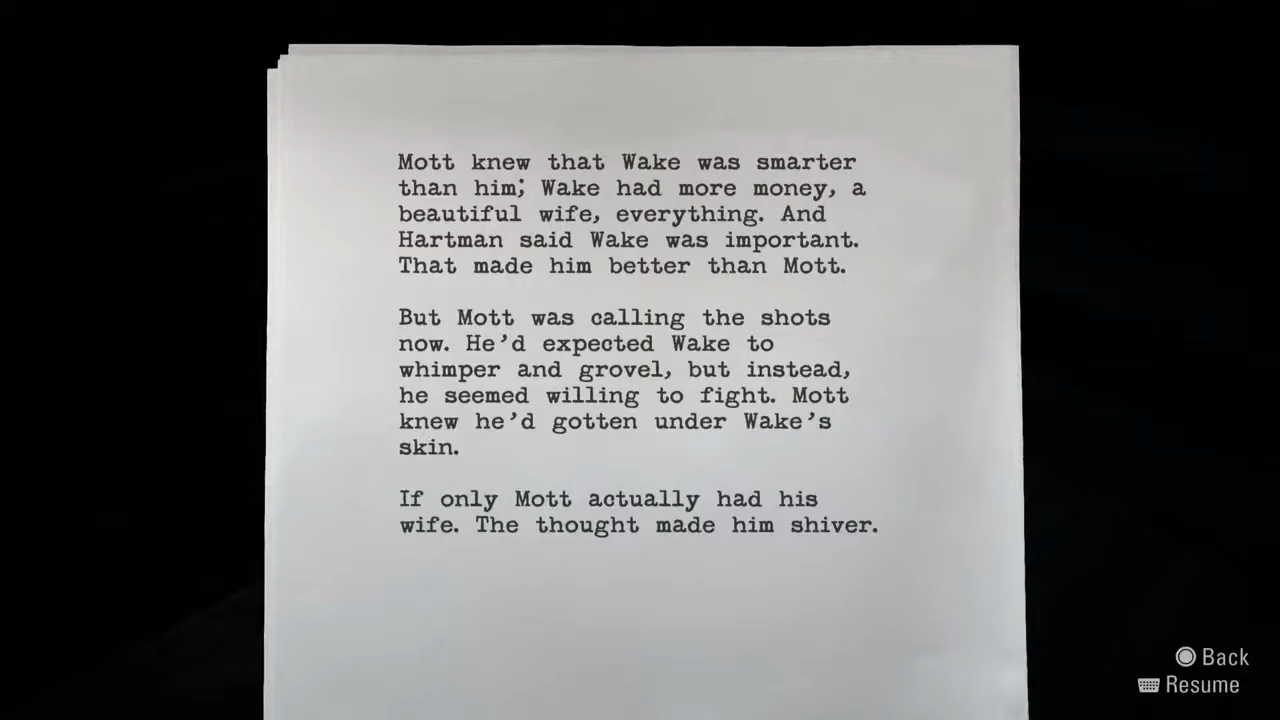 Mott knew that Wake was smarter
than him; Wake had more money, a
beautiful wife, everything. And
Hartman said Wake was important.
That made him better than Mott.
But Mott was calling the shots
now. He’d expected Wake to
whimper and grovel, but instead,
he seemed willing to fight. Mott
knew he’d gotten under Wake’s
skin.
If only Mott actually had his
wife. The thought made him shiver.
Back
Resume